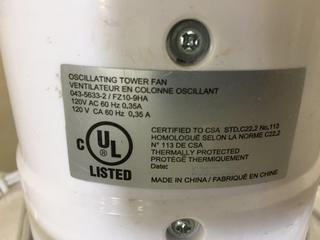 OSCILLATING TOWER FAN
VENTILATEUR EN COLONNE OSCILLANT
043-5633-2 / FZ10-9HA
120V AC 60 Hz 0,35A
120 V CA 60 Hz 0,35 A
CERTIFIED TO CSA STD,C22,2 No,113
HOMOLOGUÉ SELON LA NORME C22,2
N° 113 DE CSA
THERMALLY PROTECTED
PROTÉGÉ THERMIQUEMENT
Date:
C UL
LISTED
MADE IN CHINA / FABRIQUÉ EN CHINE